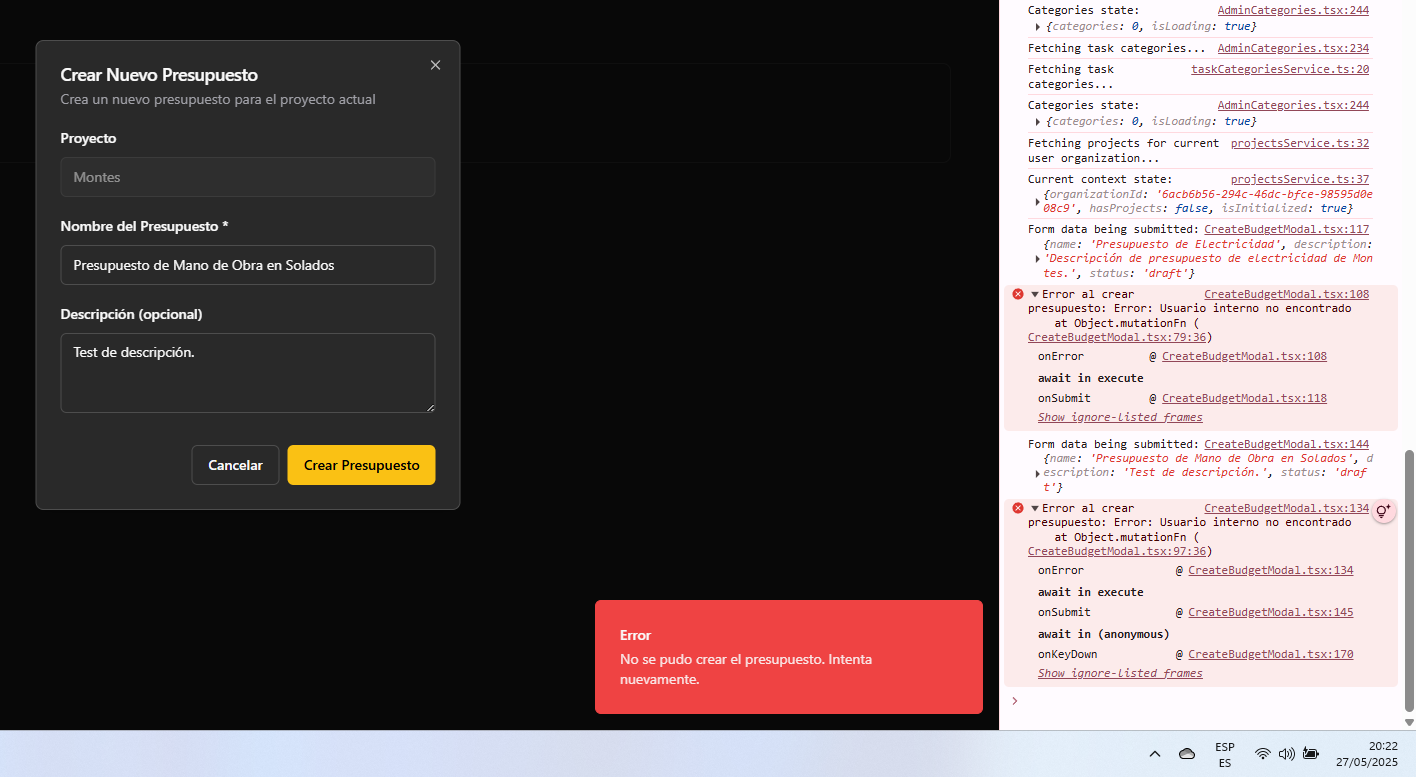 Crear Nuevo Presupuesto
Crea un nuevo presupuesto para el proyecto actual
Proyecto
Montes
Nombre del Presupuesto *
Presupuesto de Mano de Obra en Solados
Descripción (opcional)
Test de descripción.
Cancelar
Crear Presupuesto
Error
No se pudo crear el presupuesto. Intenta
nuevamente.
Categories state: AdminCategories.tsx:244
{categories: 0, isLoading: true}
Fetching task categories... AdminCategories.tsx:234
Fetching task taskCategoriesService.ts:20
categories...
Categories state: AdminCategories.tsx:244
{categories: 0, isLoading: true}
Fetching projects for current projectsService.ts:32
user organization...
Current context state: projectsService.ts:37
{organizationId: '6acb6b56-294c-46dc-bfce-98595d0e
08c9', hasProjects: false, isInitialized: true}
Form data being submitted: CreateBudgetModal.tsx:117
{name: 'Presupuesto de Electricidad', description:
'Descripción de presupuesto de electricidad de Mon
tes.', status: 'draft'}
Error al crear CreateBudgetModal.tsx:108
presupuesto: Error: Usuario interno no encontrado
at Object.mutationFn (
CreateBudgetModal.tsx:79:36)
onError @ CreateBudgetModal.tsx:108
await in execute
onSubmit @ CreateBudgetModal.tsx:118
Show ignore-listed frames
Form data being submitted: CreateBudgetModal.tsx:144
{name: 'Presupuesto de Mano de Obra en Solados', d
escription: 'Test de descripción.', status: 'draf
t'}
Error al crear CreateBudgetModal.tsx:134
presupuesto: Error: Usuario interno no encontrado
at Object.mutationFn (
CreateBudgetModal.tsx:97:36)
onError @ CreateBudgetModal.tsx:134
await in execute
onSubmit @ CreateBudgetModal.tsx:145
await in (anonymous)
onKeyDown @ CreateBudgetModal.tsx:170
Show ignore-listed frames
ESP
ES
20:22
27/05/2025